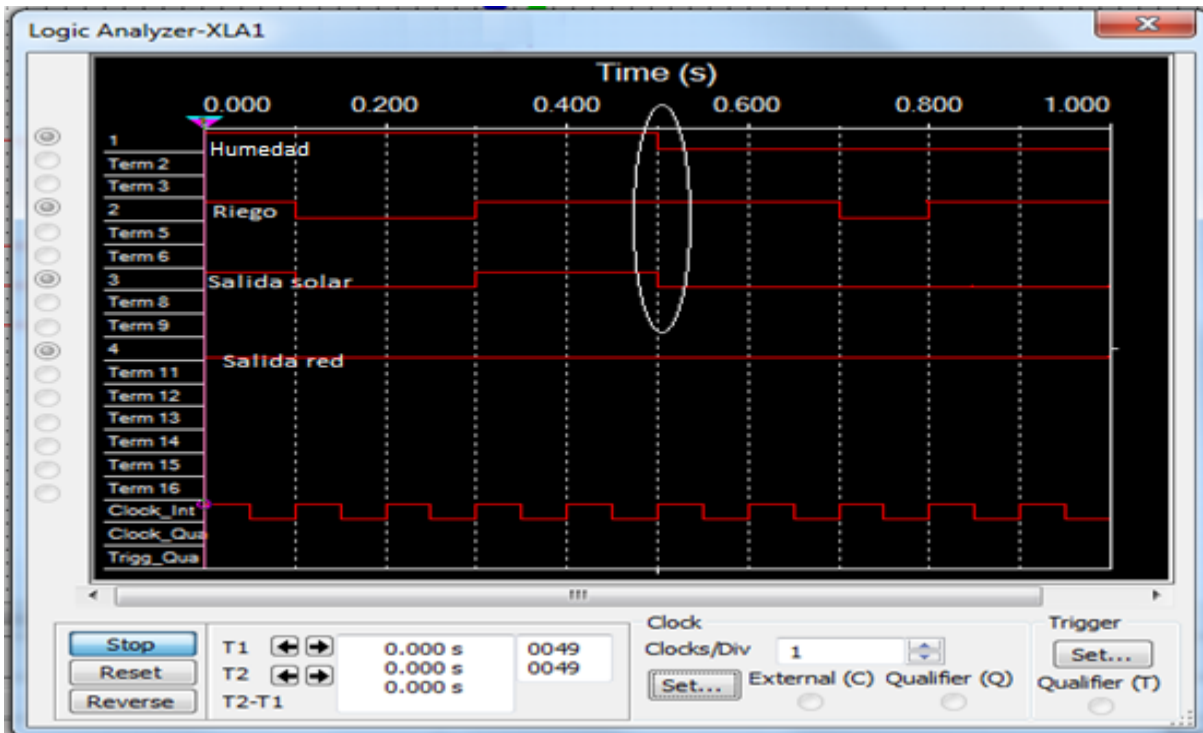 Logic Analyzer-XLA1
Time (s)
0.000 0.200 0.400 0.600 0.800 1.000
1
Humedad
Term 2
Term 3
2
Riego
Term 5
Term 6
3
Salida solar
Term 8
Term 9
4
Salida red
Term 11
Term 12
Term 13
Term 14
Term 15
Term 16
Clock_Int
Clock_Qua
Trigg_Qua
Stop
Reset
Reverse
T1 0.000 s 0049
T2 0.000 s 0049
T2-T1 0.000 s
Clock
Clocks/Div 1
Set... External (C) Qualifier (Q)
Trigger
Set...
Qualifier (T)